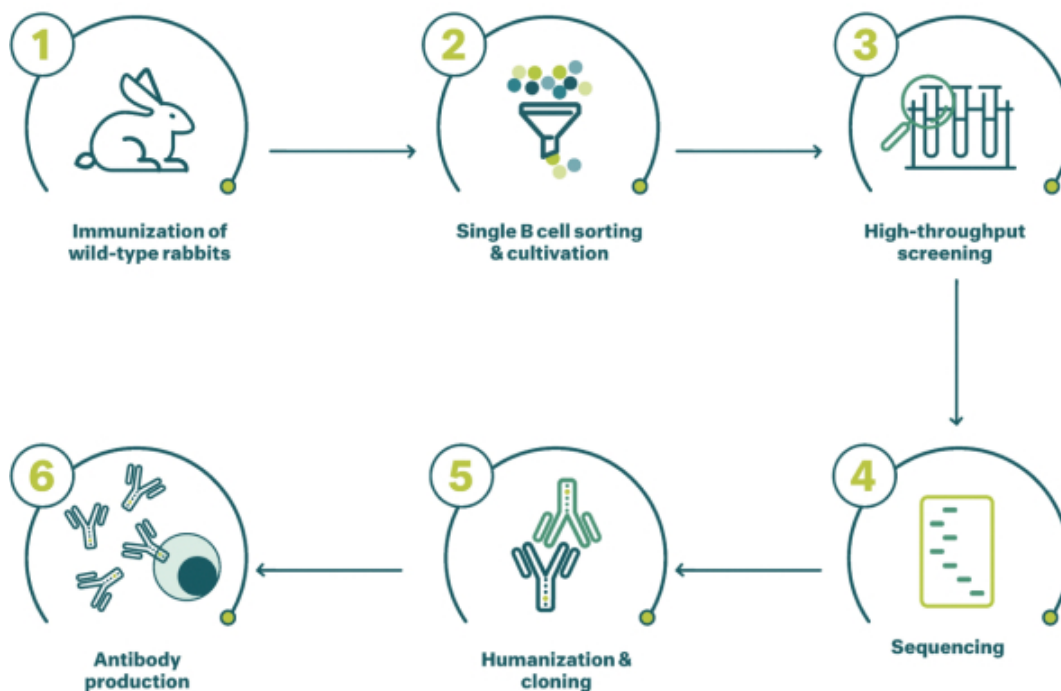 1
Immunization of
wild-type rabbits
2
Single B cell sorting
& cultivation
3
High-throughput
screening
4
Sequencing
5
Humanization &
cloning
6
Antibody
production